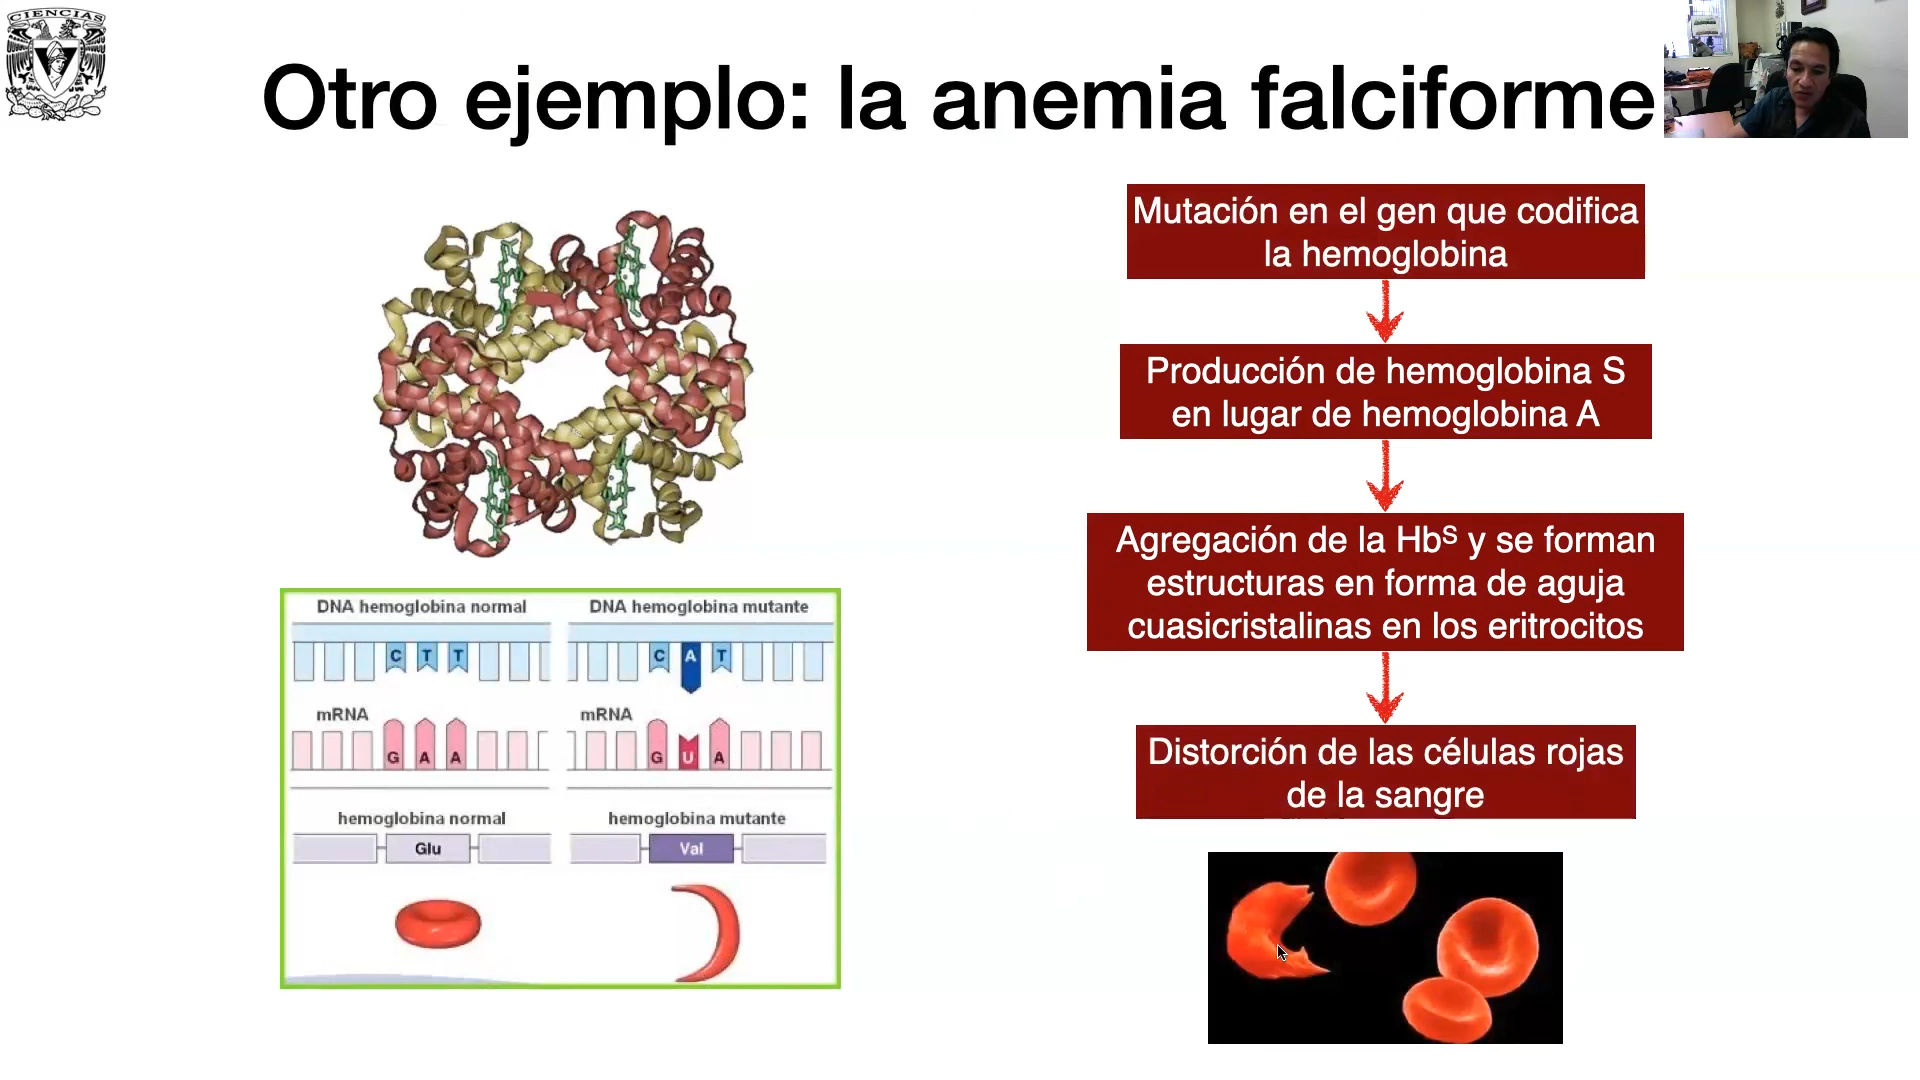 CIENCIAS
Otro ejemplo: la anemia falciforme
Mutación en el gen que codifica
la hemoglobina
Producción de hemoglobina S
en lugar de hemoglobina A
Agregación de la Hbˢ y se forman
estructuras en forma de aguja
cuasicristalinas en los eritrocitos
Distorción de las células rojas
de la sangre
DNA hemoglobina normal
C T T
mRNA
G A A
hemoglobina normal
Glu
DNA hemoglobina mutante
C A T
mRNA
G U A
hemoglobina mutante
Val